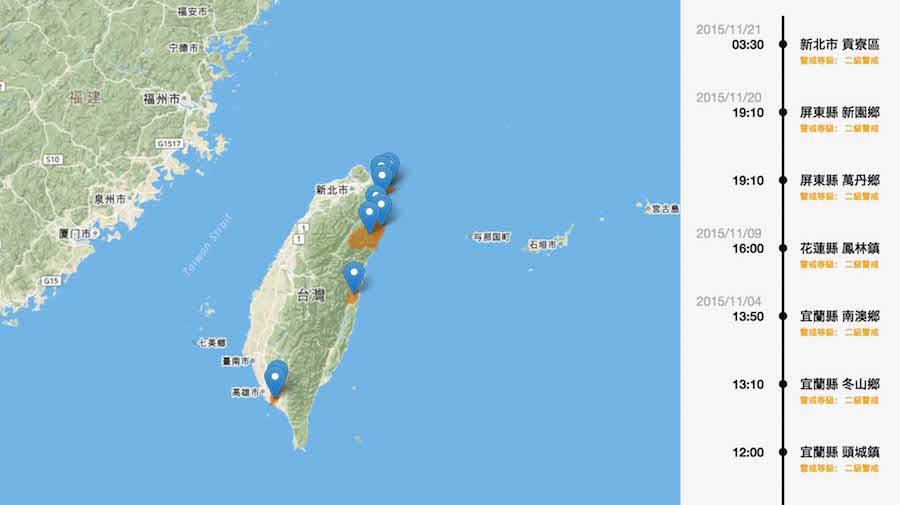 福安市
寧德市
福建
福州市
G1517
S10
泉州市
廈门市
G15
Taiwan Strait
新北市
1
1
台灣
七美鄉
臺南市
高雄市
与那国町
石垣市
宮古島
2015/11/21
03:30 新北市 貢寮區
警戒等級： 二級警戒
2015/11/20
19:10 屏東縣 新園鄉
警戒等級： 二級警戒
19:10 屏東縣 萬丹鄉
警戒等級： 二級警戒
2015/11/09
16:00 花蓮縣 鳳林鎮
警戒等級： 二級警戒
2015/11/04
13:50 宜蘭縣 南澳鄉
警戒等級： 二級警戒
13:10 宜蘭縣 冬山鄉
警戒等級： 二級警戒
12:00 宜蘭縣 頭城鎮
警戒等級： 二級警戒